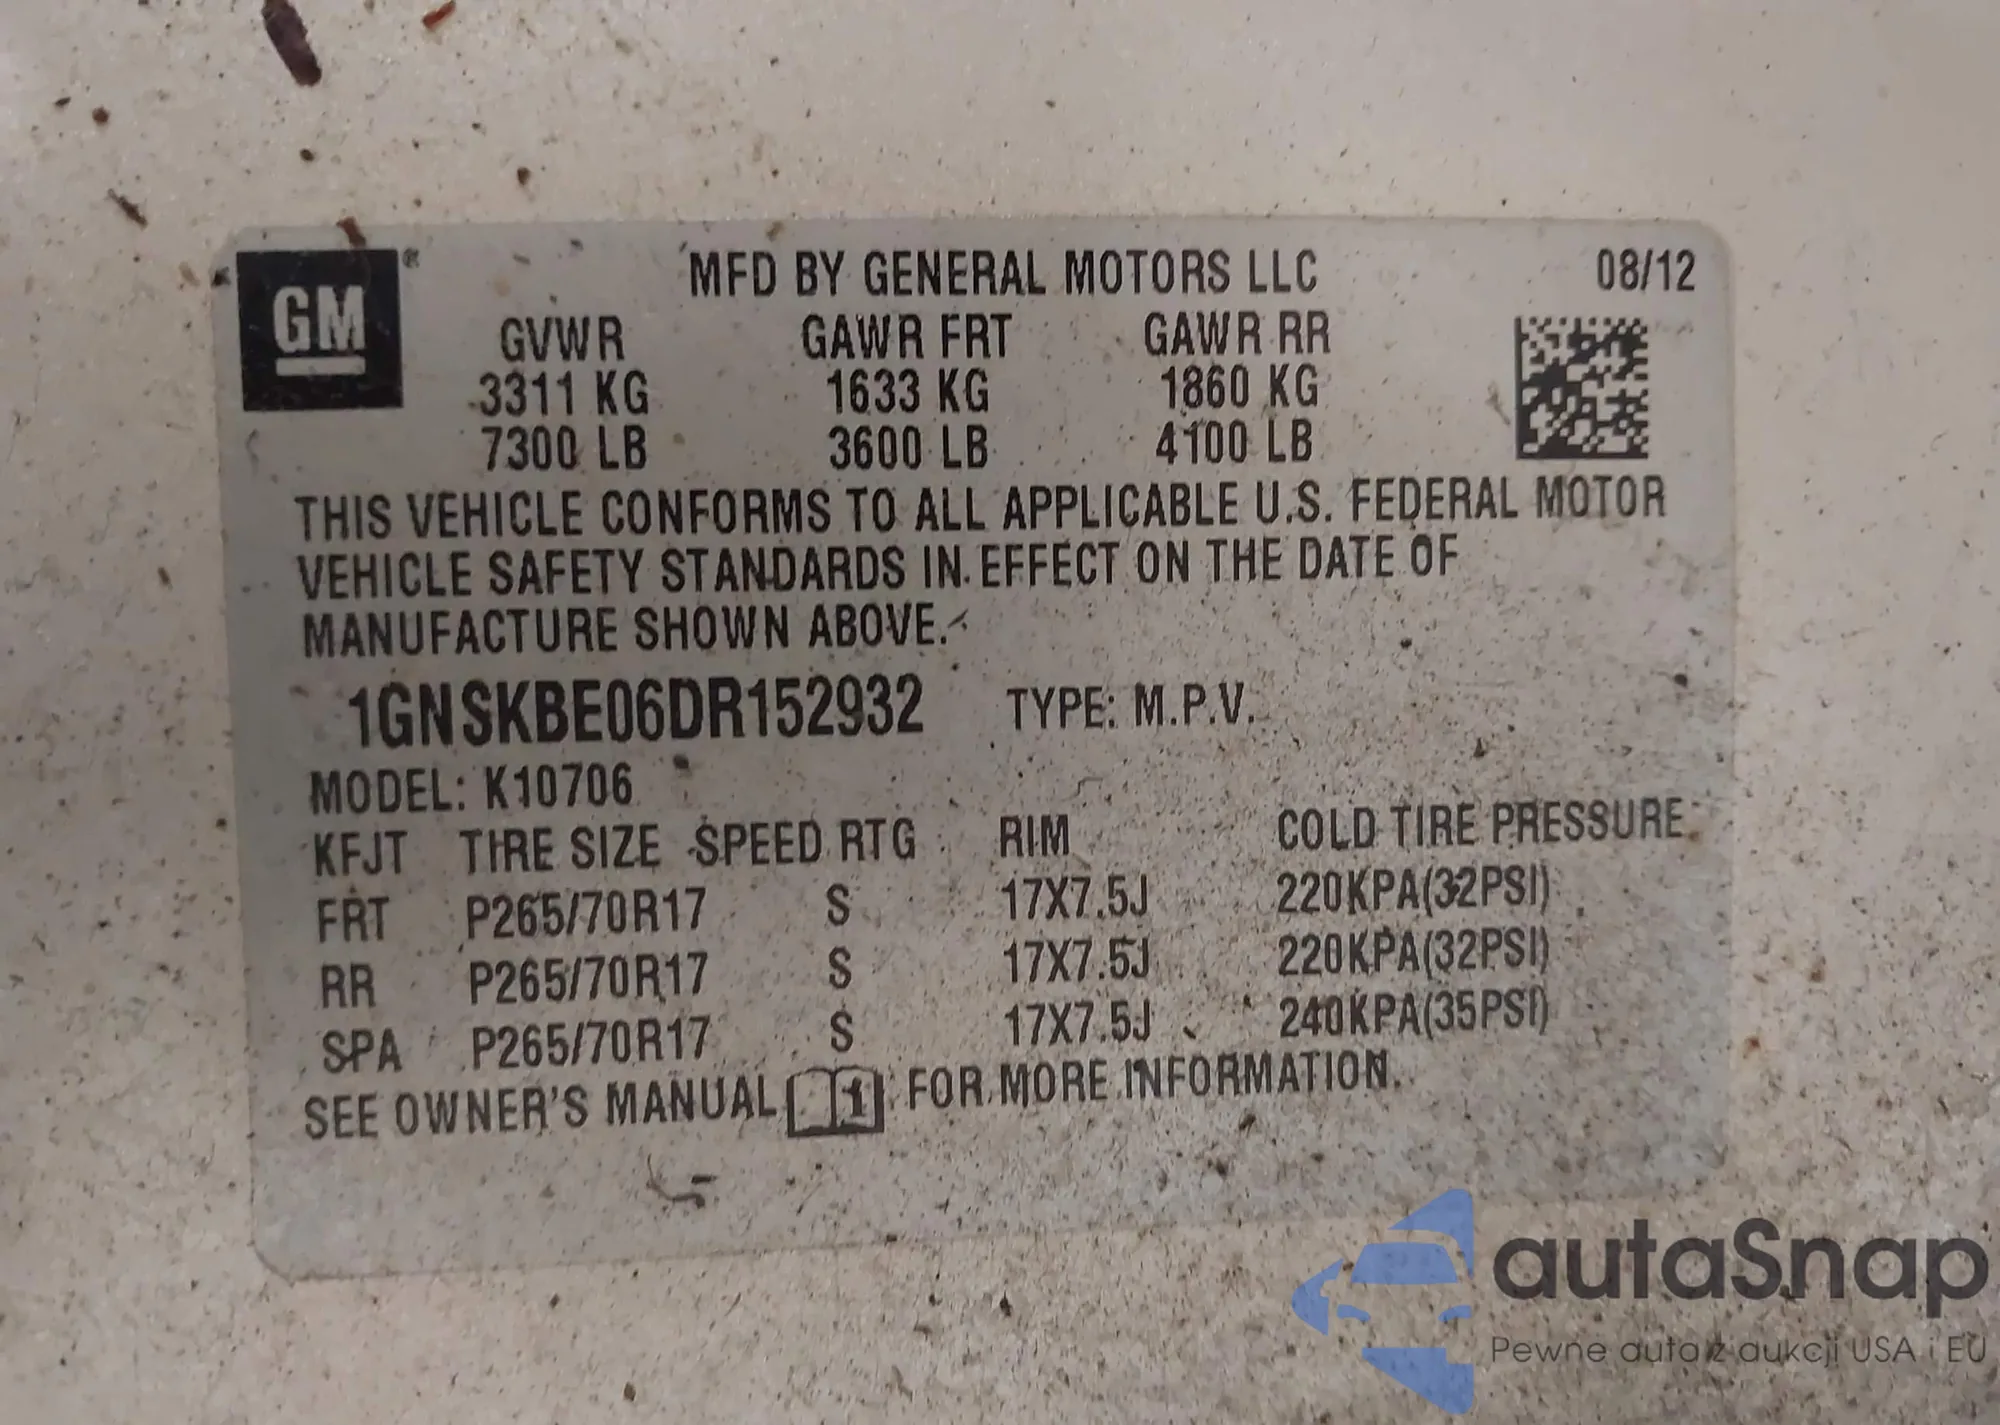 GM ® MFD BY GENERAL MOTORS LLC 08/12
GVWR GAWR FRT GAWR RR
3311 KG 1633 KG 1860 KG
7300 LB 3600 LB 4100 LB
THIS VEHICLE CONFORMS TO ALL APPLICABLE U.S. FEDERAL MOTOR
VEHICLE SAFETY STANDARDS IN EFFECT ON THE DATE OF
MANUFACTURE SHOWN ABOVE.
1GNSKBE06DR152932 TYPE: M.P.V.
MODEL: K10706
KFJT TIRE SIZE SPEED RTG RIM COLD TIRE PRESSURE
FRT P265/70R17 S 17X7.5J 220KPA(32PSI)
RR P265/70R17 S 17X7.5J 220KPA(32PSI)
SPA P265/70R17 S 17X7.5J 240KPA(35PSI)
SEE OWNER'S MANUAL 1 FOR MORE INFORMATION.
autaSnap
Pewne auta z aukcji USA i EU